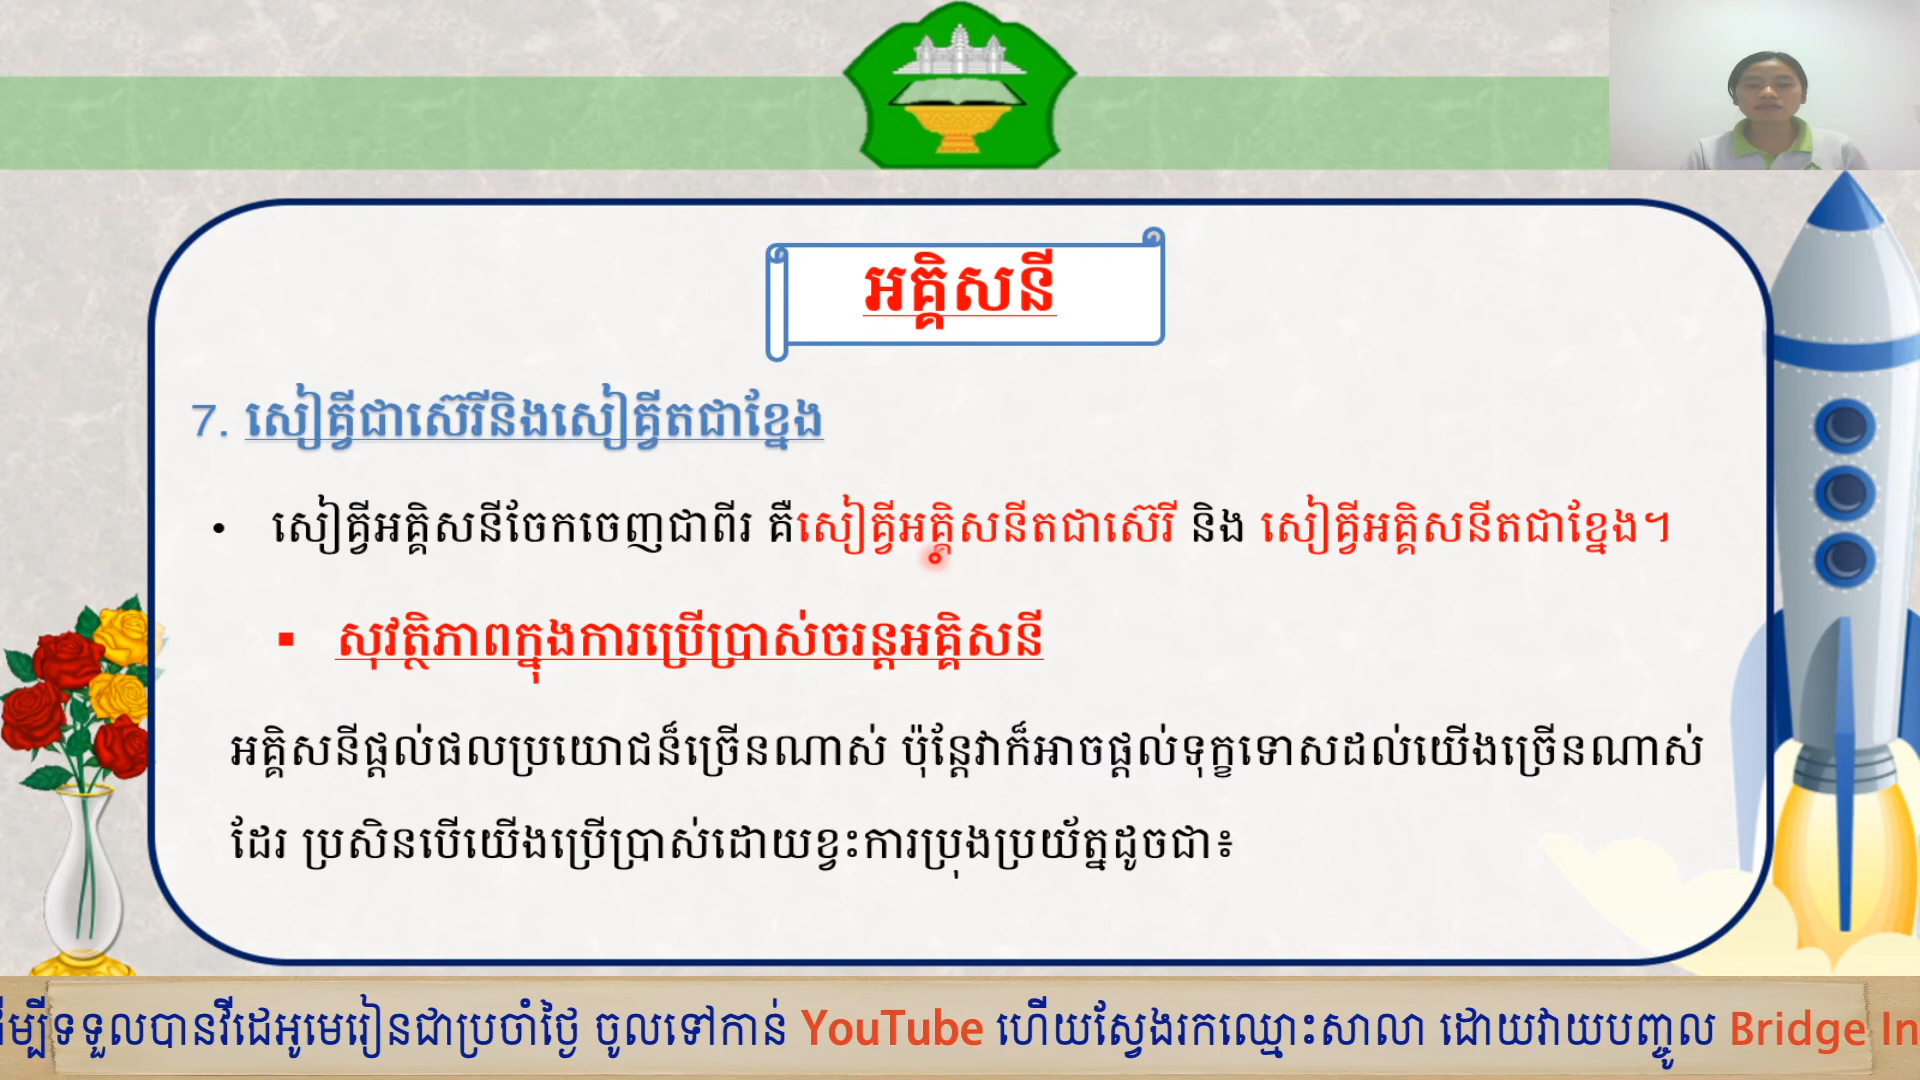 អគ្គិសនី
7. សៀគ្វីជាស៊េរីនិងសៀគ្វីតជាខ្នែង
• សៀគ្វីអគ្គិសនីចែកចេញជាពីរ គឺសៀគ្វីអគ្គិសនីតជាស៊េរី និង សៀគ្វីអគ្គិសនីតជាខ្នែង។
▪ សុវត្ថិភាពក្នុងការប្រើប្រាស់ចរន្តអគ្គិសនី
អគ្គិសនីផ្តល់ផលប្រយោជន៏ច្រើនណាស់ ប៉ុន្តែវាក៏អាចផ្តល់ទុក្ខទោសដល់យើងច្រើនណាស់
ដែរ ប្រសិនបើយើងប្រើប្រាស់ដោយខ្វះការប្រុងប្រយ័ត្នដូចជា៖
ទទួលបានវីដេអូមេរៀនជាប្រចាំថ្ងៃ ចូលទៅកាន់ YouTube ហើយស្វែងរកឈ្មោះសាលា ដោយវាយបញ្ចូល Bridge In